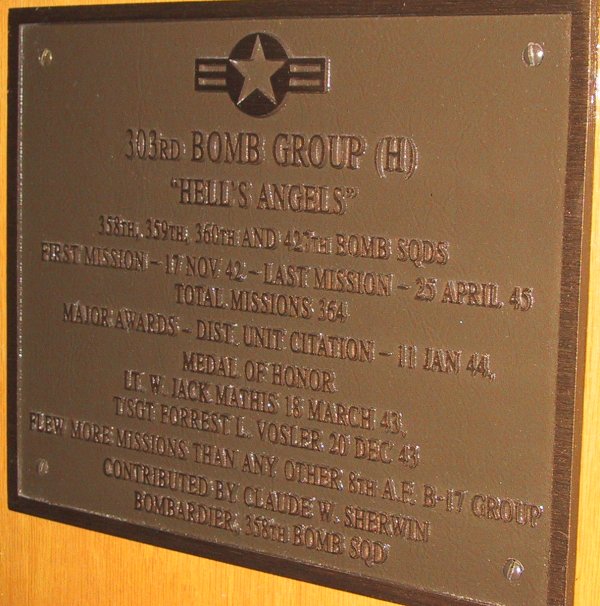 303RD BOMB GROUP (H)
"HELL'S ANGELS"
358TH, 359TH, 360TH AND 427TH BOMB SQDS
FIRST MISSION - 17 NOV 42 - LAST MISSION - 25 APRIL 45
TOTAL MISSIONS 364
MAJOR AWARDS - DIST. UNIT CITATION - 11 JAN 44,
MEDAL OF HONOR
LT. W. JACK MATHIS 18 MARCH 43,
T/SGT FORREST L. VOSLER 20 DEC 43
FLEW MORE MISSIONS THAN ANY OTHER 8TH A.F. B-17 GROUP
CONTRIBUTED BY CLAUDE W. SHERWIN
BOMBARDIER, 358TH BOMB SQD